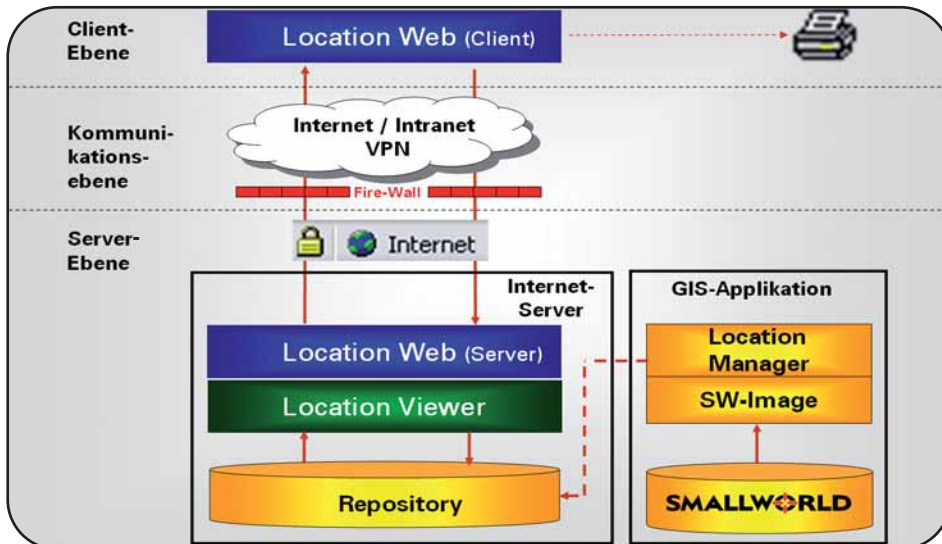 Client-
Ebene
Location Web (Client)
Kommuni-
kations-
ebene
Internet / Intranet
VPN
Fire-Wall
Server-
Ebene
Internet
Internet-
Server
Location Web (Server)
Location Viewer
Repository
GIS-Applikation
Location
Manager
SW-Image
SMALLWORLD